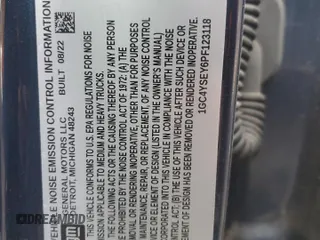 VEHICLE NOISE EMISSION CONTROL INFORMATION
GENERAL MOTORS LLC BUILT 08/22
DETROIT, MICHIGAN 48243
THIS VEHICLE CONFORMS TO U.S. EPA REGULATIONS FOR NOISE
EMISSION APPLICABLE TO MEDIUM AND HEAVY TRUCKS.
THE FOLLOWING ACTS OR THE CAUSING THEREOF BY ANY PERSON
ARE PROHIBITED BY THE NOISE CONTROL ACT OF 1972: (A) THE
REMOVAL OR RENDERING INOPERATIVE, OTHER THAN FOR PURPOSES
OF MAINTENANCE, REPAIR, OR REPLACEMENT, OF ANY NOISE CONTROL
DEVICE OR ELEMENT OF DESIGN (LISTED IN THE OWNER'S MANUAL)
INCORPORATED INTO THIS VEHICLE IN COMPLIANCE WITH THE NOISE
CONTROL ACT; (B) THE USE OF THIS VEHICLE AFTER SUCH DEVICE OR
ELEMENT OF DESIGN HAS BEEN REMOVED OR RENDERED INOPERATIVE.
1GC4YSEY6PF123118
gm
DREAMBID